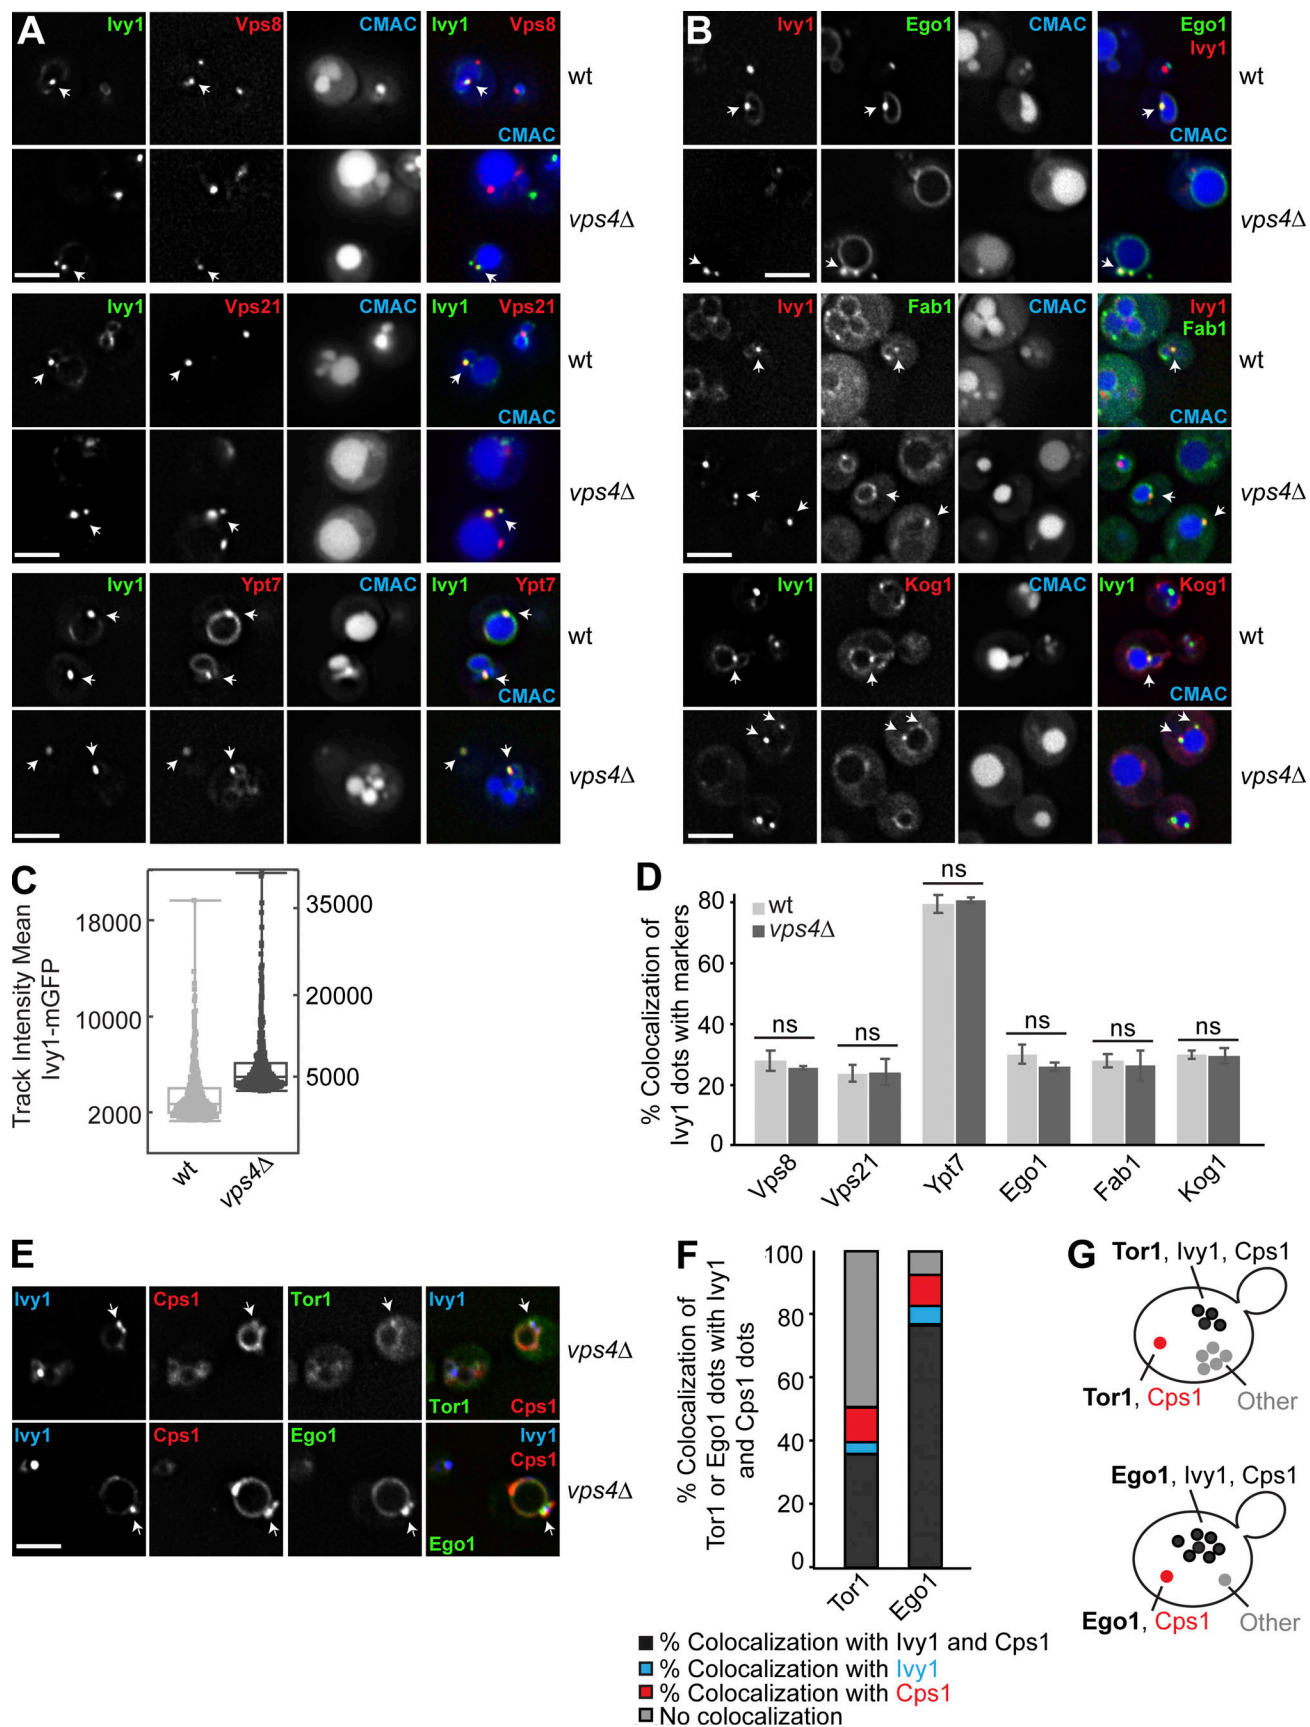 A
Ivy1 Vps8 CMAC Ivy1 Vps8
CMAC
wt
vps4Δ
Ivy1 Vps21 CMAC Ivy1 Vps21
CMAC
wt
vps4Δ
Ivy1 Ypt7 CMAC Ivy1 Ypt7
CMAC
wt
vps4Δ
B
Ivy1 Ego1 CMAC Ego1
Ivy1
CMAC
wt
vps4Δ
Ivy1 Fab1 CMAC Ivy1
Fab1
CMAC
wt
vps4Δ
Ivy1 Kog1 CMAC Ivy1 Kog1
CMAC
wt
vps4Δ
C
Track Intensity Mean
Ivy1-mGFP
18000
10000
2000
35000
20000
5000
wt
vps4Δ
D
% Colocalization of
Ivy1 dots with markers
80
60
40
20
0
wt
vps4Δ
ns
ns
ns
ns
ns
ns
Vps8
Vps21
Ypt7
Ego1
Fab1
Kog1
E
Ivy1 Cps1 Tor1 Ivy1
Tor1 Cps1
vps4Δ
Ivy1 Cps1 Ego1 Ivy1
Cps1
Ego1
vps4Δ
F
% Colocalization of
Tor1 or Ego1 dots with Ivy1
and Cps1 dots
100
80
60
40
20
0
Tor1
Ego1
% Colocalization with Ivy1 and Cps1
% Colocalization with Ivy1
% Colocalization with Cps1
No colocalization
G
Tor1, Ivy1, Cps1
Tor1, Cps1
Other
Ego1, Ivy1, Cps1
Ego1, Cps1
Other